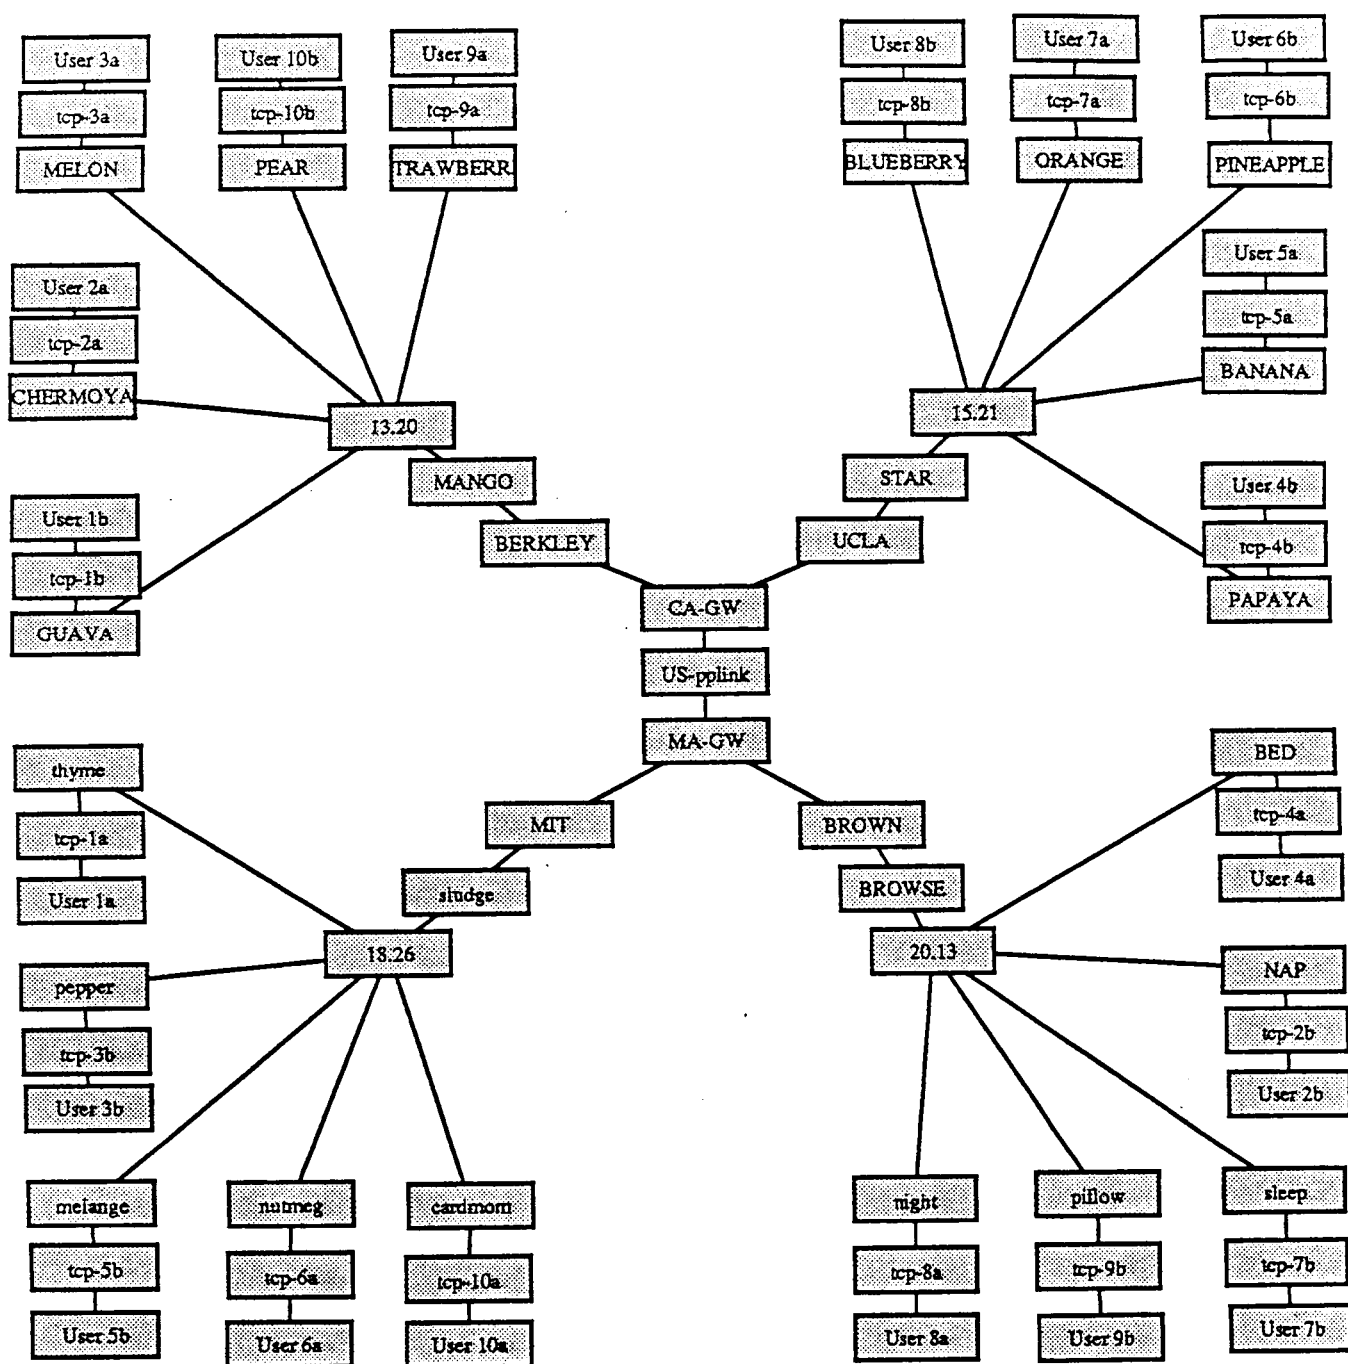 User 3a
User 10b
User 9a
User 8b
User 7a
User 6b
tcp-3a
tcp-10b
tcp-9a
tcp-8b
tcp-7a
tcp-6b
MELON
PEAR
TRAWBERR
BLUEBERRY
ORANGE
PINEAPPLE
User 2a
User 5a
tcp-2a
tcp-5a
CHERMOYA
BANANA
13.20
15.21
MANGO
STAR
User 1b
User 4b
BERKLEY
UCLA
tcp-1b
tcp-4b
GUAVA
CA-GW
PAPAYA
US-pplink
MA-GW
thyme
BED
tcp-1a
MIT
BROWN
tcp-4a
User 1a
sludge
BROWSE
User 4a
18.26
20.13
pepper
NAP
tcp-3b
tcp-2b
User 3b
User 2b
melange
nutmeg
cardmom
night
pillow
sleep
tcp-5b
tcp-6a
tcp-10a
tcp-8a
tcp-9b
tcp-7b
User 5b
User 6a
User 10a
User 8a
User 9b
User 7b